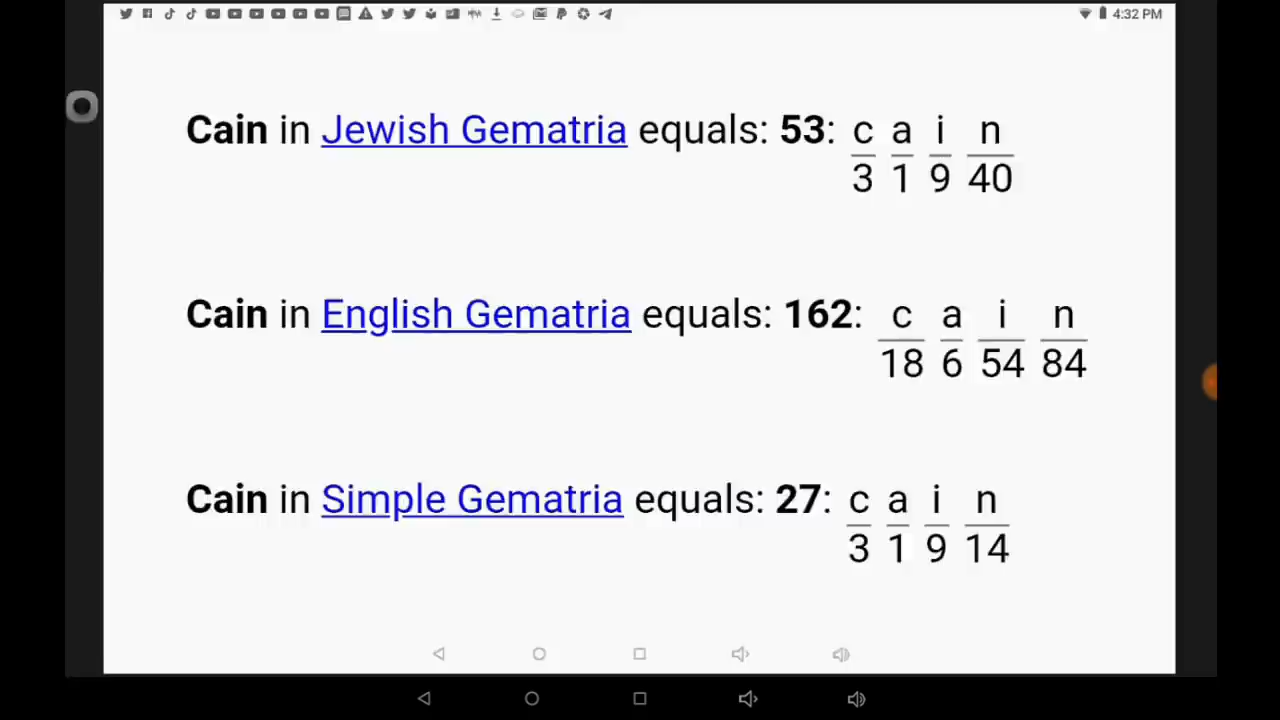 4:32 PM
Cain in Jewish Gematria equals: 53: c a i n
3 1 9 40
Cain in English Gematria equals: 162: c a i n
18 6 54 84
Cain in Simple Gematria equals: 27: c a i n
3 1 9 14